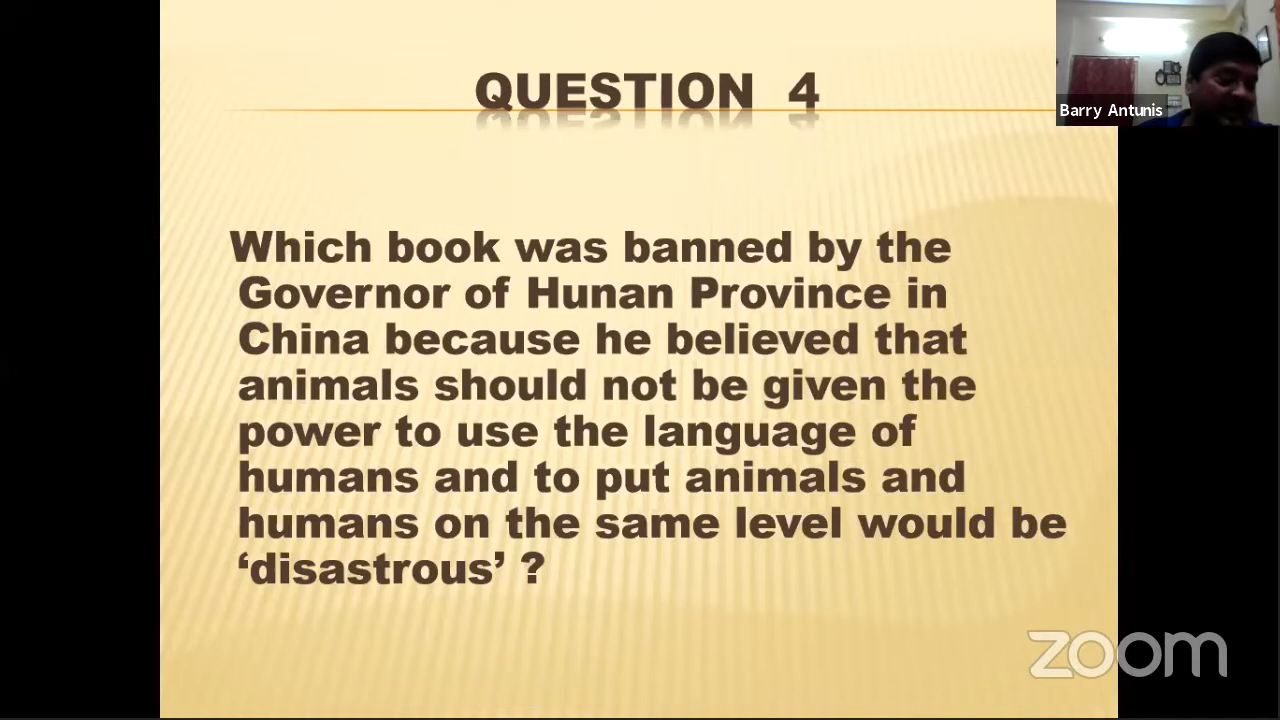 QUESTION 4
Barry Antunis
Which book was banned by the
Governor of Hunan Province in
China because he believed that
animals should not be given the
power to use the language of
humans and to put animals and
humans on the same level would be
‘disastrous’ ?
zoom